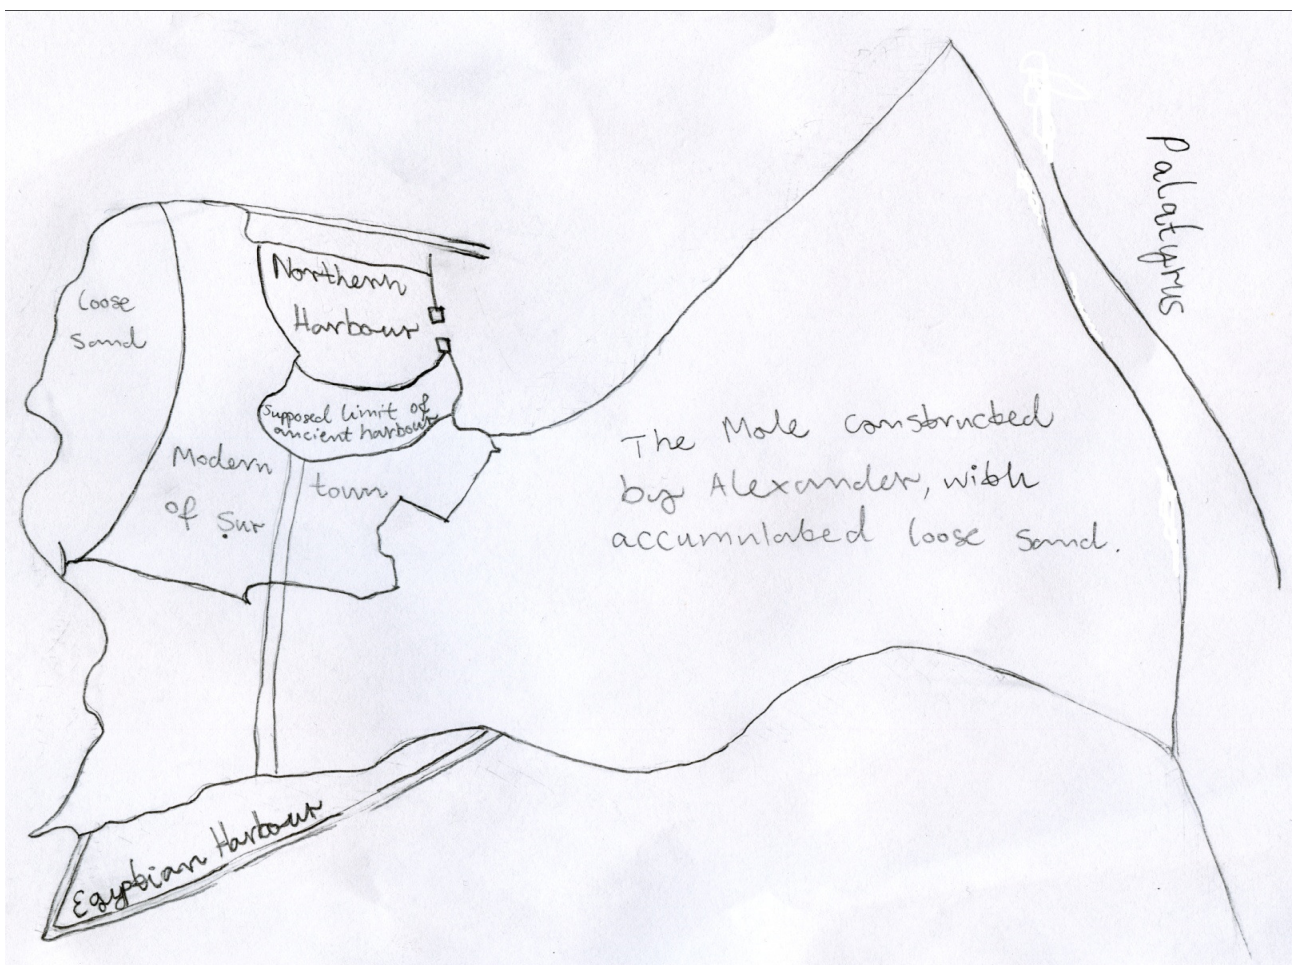 Palatyrus
Northern
Harbour
Loose
Sand
Supposed limit of
ancient harbour
Modern town
of Ṣur
The Mole constructed
by Alexander, with
accumulated loose sand.
Egyptian Harbour